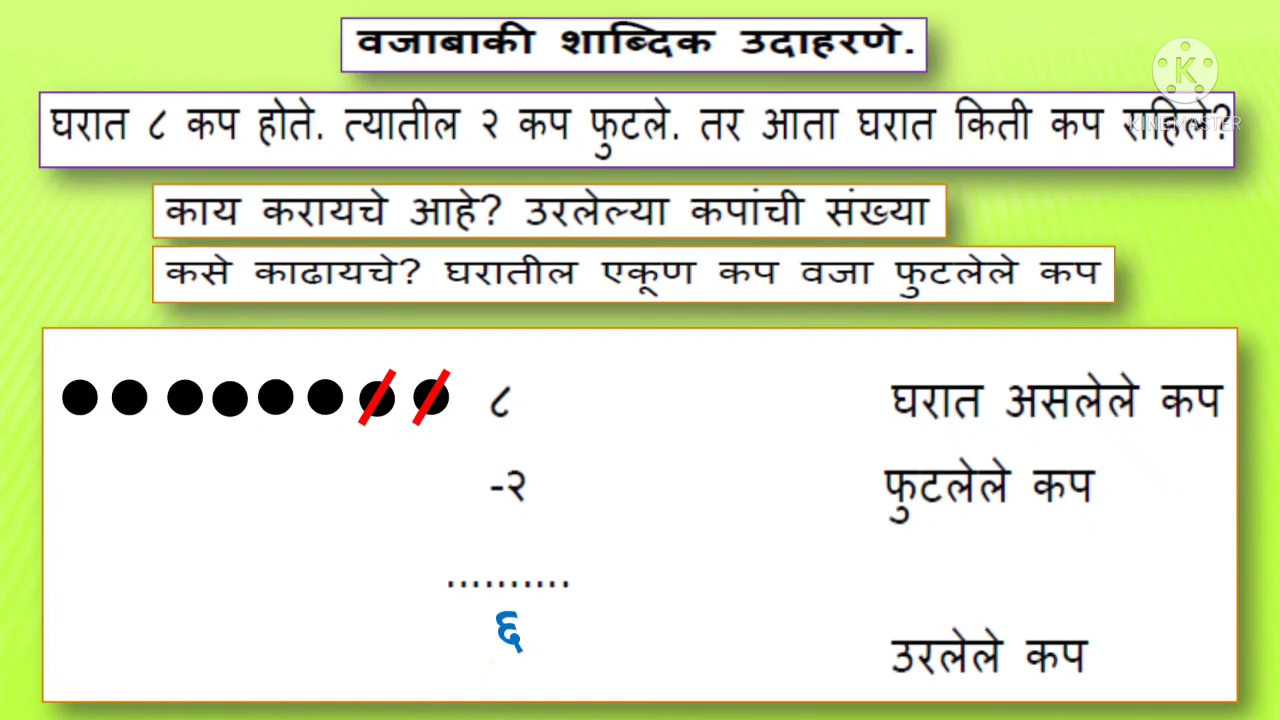 वजाबाकी शाब्दिक उदाहरणे.
K
KINEMASTER
घरात ८ कप होते. त्यातील २ कप फुटले. तर आता घरात किती कप राहिले?
काय करायचे आहे? उरलेल्या कपांची संख्या
कसे काढायचे? घरातील एकूण कप वजा फुटलेले कप
८ घरात असलेले कप
-२ फुटलेले कप
..........
६
उरलेले कप